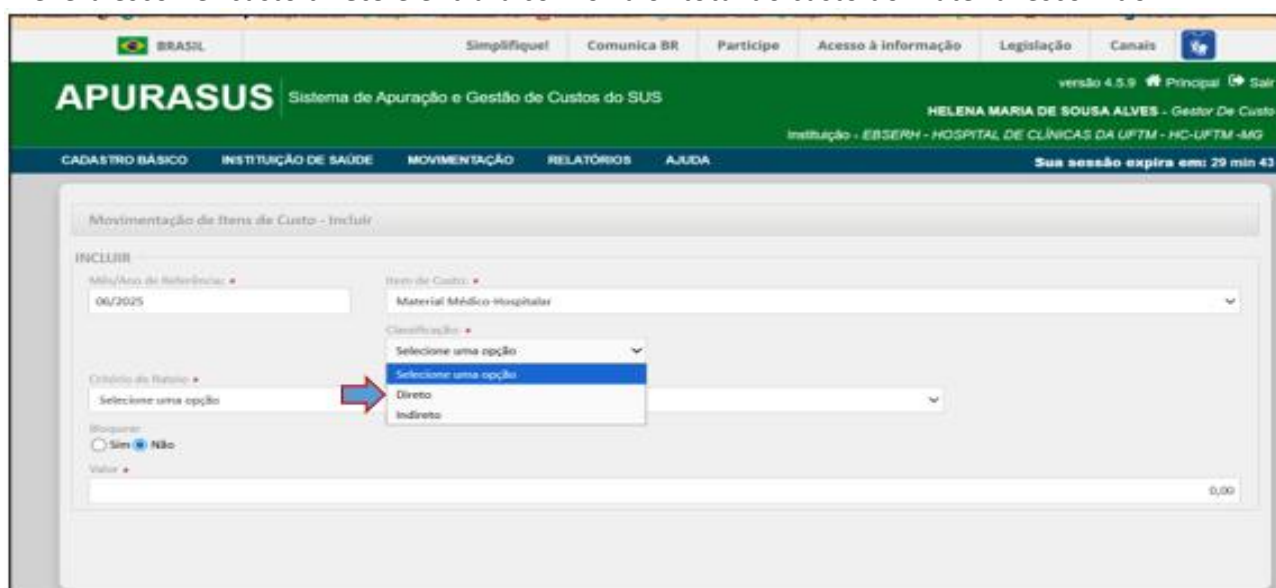 BRASIL Simplifique! Comunica BR Participe Acesso à informação Legislação Canais
versão 4.5.9 Principal Sair
APURASUS Sistema de Apuração e Gestão de Custos do SUS
HELENA MARIA DE SOUSA ALVES - Gestor De Custo
Instituição - EBSERH - HOSPITAL DE CLÍNICAS DA UFTM - HC-UFTM -MG
CADASTRO BÁSICO INSTITUIÇÃO DE SAÚDE MOVIMENTAÇÃO RELATÓRIOS AJUDA Sua sessão expira em: 29 min 43
Movimentação de Itens de Custo - Incluir
INCLUIR
Mês/Ano de Referência: Item de Custo:
06/2025 Material Médico-Hospitalar
Classificação:
Selecione uma opção
Selecione uma opção
Critério de Rateio
Direto
Selecione uma opção
Indireto
Bloquear
Sim Não
Valor
0,00